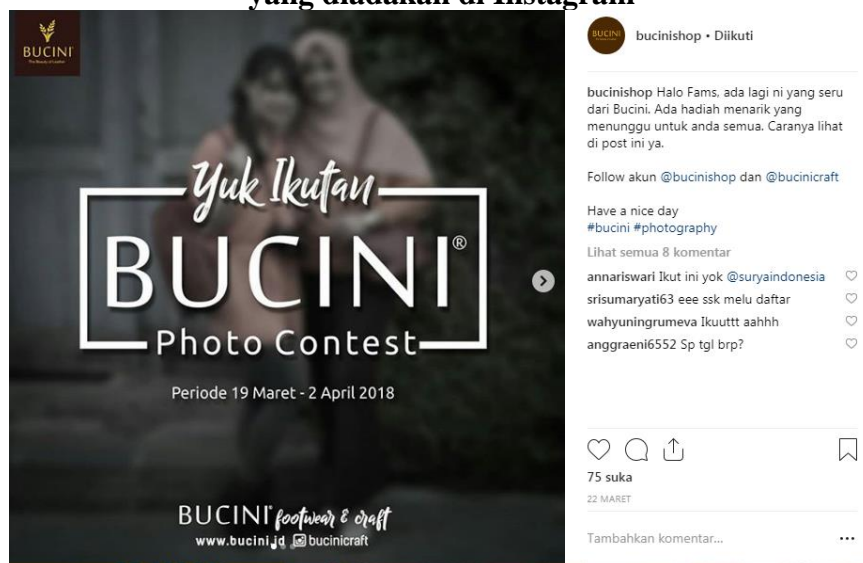 yang diadakan di Instagram
BUCINI
The Beauty of Leather
Yuk Ikutan
BUCINI®
Photo Contest
Periode 19 Maret - 2 April 2018
BUCINI footwear & craft
www.bucini.id bucinicraft
BUCINI
bucinishop • Diikuti
bucinishop Halo Fams, ada lagi ni yang seru
dari Bucini. Ada hadiah menarik yang
menunggu untuk anda semua. Caranya lihat
di post ini ya.
Follow akun @bucinishop dan @bucinicraft
Have a nice day
#bucini #photography
Lihat semua 8 komentar
annariswari Ikut ini yok @suryaindonesia
srisumaryati63 eee ssk melu daftar
wahyuningrumeva Ikuuttt aahhh
anggraeni6552 Sp tgl brp?
75 suka
22 MARET
Tambahkan komentar...